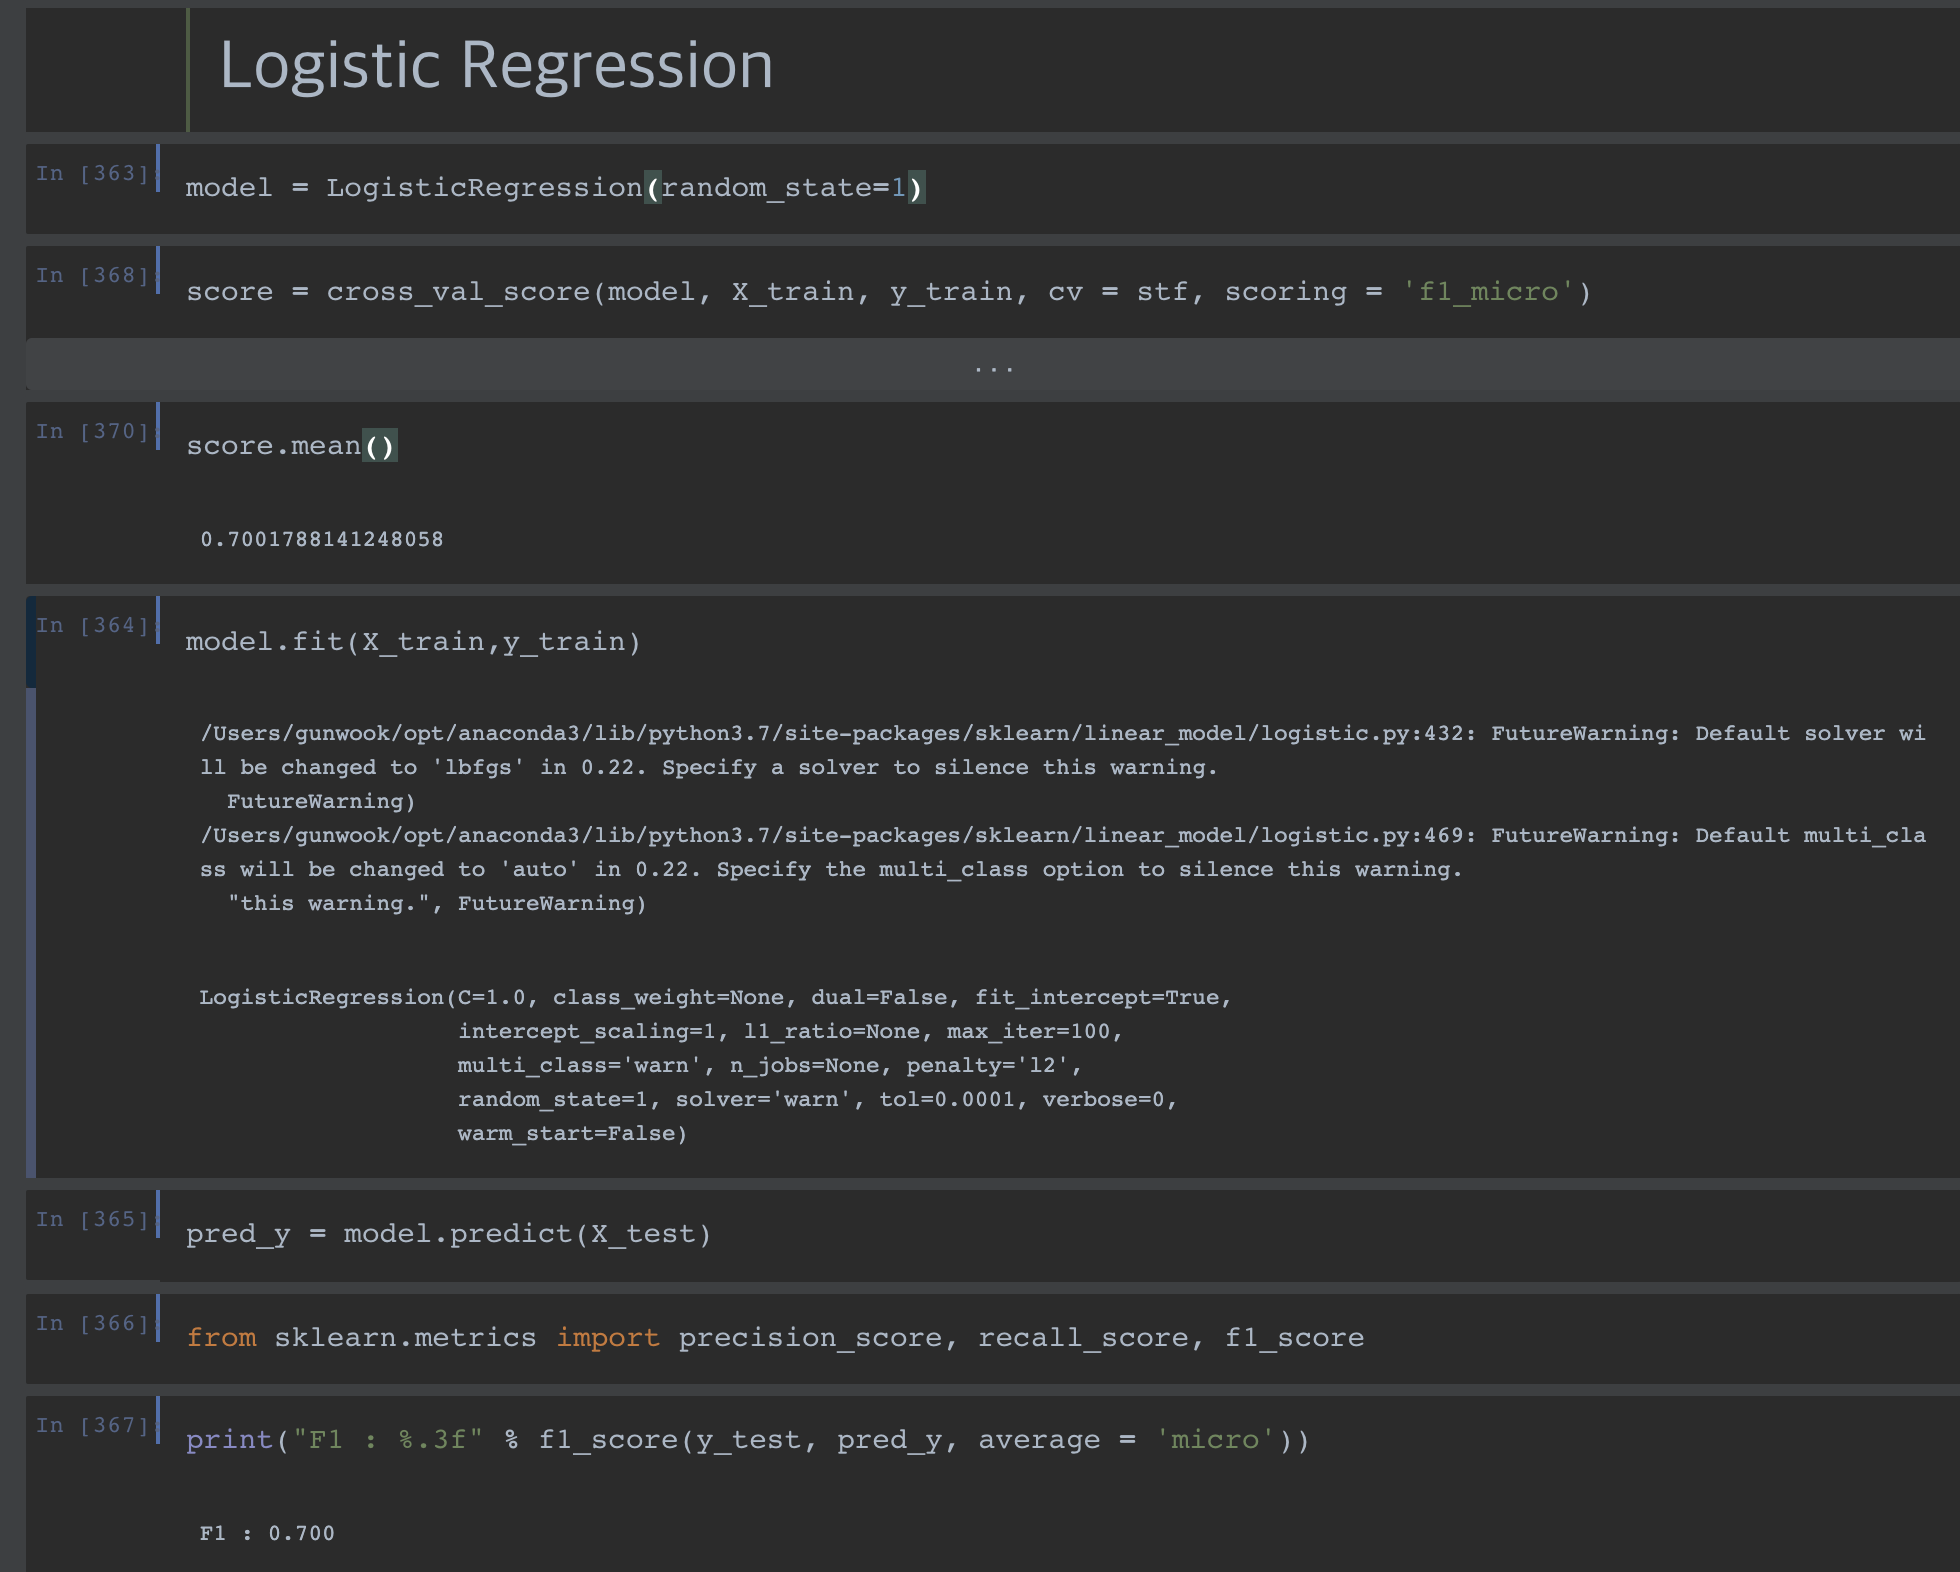 Logistic Regression
In [363]:
model = LogisticRegression(random_state=1)
In [368]:
score = cross_val_score(model, X_train, y_train, cv = stf, scoring = 'f1_micro')
...
In [370]:
score.mean()
0.7001788141248058
In [364]:
model.fit(X_train,y_train)
/Users/gunwook/opt/anaconda3/lib/python3.7/site-packages/sklearn/linear_model/logistic.py:432: FutureWarning: Default solver wi
ll be changed to 'lbfgs' in 0.22. Specify a solver to silence this warning.
  FutureWarning)
/Users/gunwook/opt/anaconda3/lib/python3.7/site-packages/sklearn/linear_model/logistic.py:469: FutureWarning: Default multi_cla
ss will be changed to 'auto' in 0.22. Specify the multi_class option to silence this warning.
  "this warning.", FutureWarning)
LogisticRegression(C=1.0, class_weight=None, dual=False, fit_intercept=True,
                   intercept_scaling=1, l1_ratio=None, max_iter=100,
                   multi_class='warn', n_jobs=None, penalty='l2',
                   random_state=1, solver='warn', tol=0.0001, verbose=0,
                   warm_start=False)
In [365]:
pred_y = model.predict(X_test)
In [366]:
from sklearn.metrics import precision_score, recall_score, f1_score
In [367]:
print("F1 : %.3f" % f1_score(y_test, pred_y, average = 'micro'))
F1 : 0.700